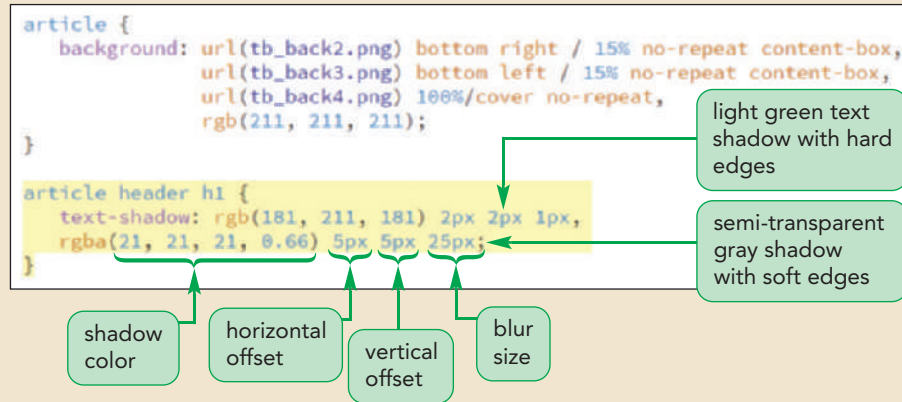 article {
background: url(tb_back2.png) bottom right / 15% no-repeat content-box,
url(tb_back3.png) bottom left / 15% no-repeat content-box,
url(tb_back4.png) 100%/cover no-repeat,
rgb(211, 211, 211);
}
article header h1 {
text-shadow: rgb(181, 211, 181) 2px 2px 1px,
rgba(21, 21, 21, 0.66) 5px 5px 25px;
}
light green text
shadow with hard
edges
semi-transparent
gray shadow
with soft edges
shadow
color
horizontal
offset
vertical
offset
blur
size